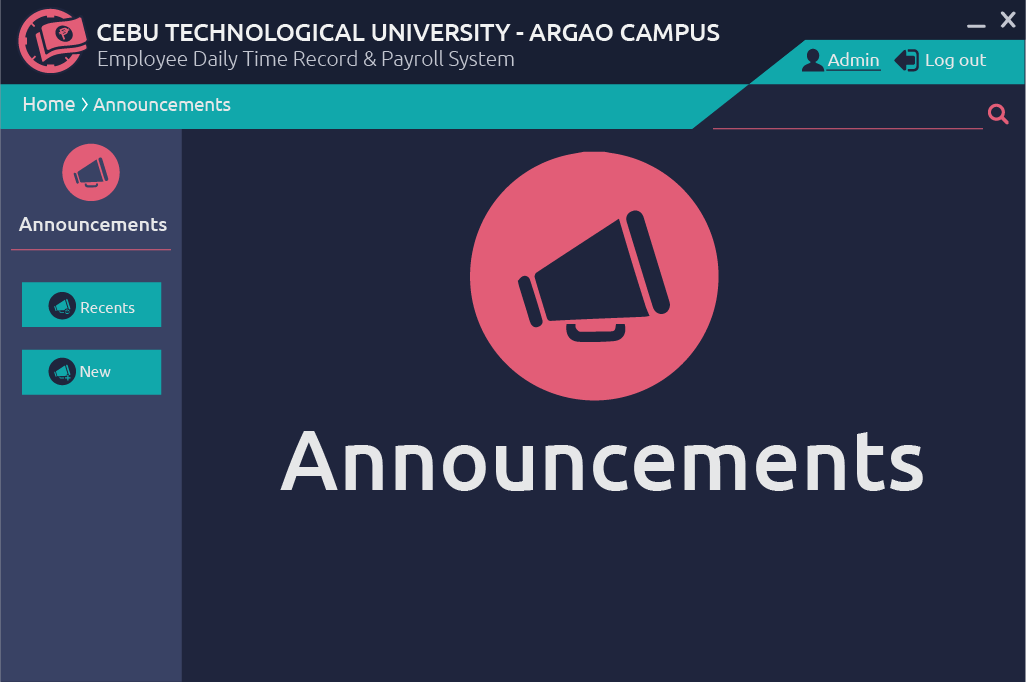 CEBU TECHNOLOGICAL UNIVERSITY - ARGAO CAMPUS
Employee Daily Time Record & Payroll System
Admin
Log out
Home > Announcements
Announcements
Recents
New
Announcements